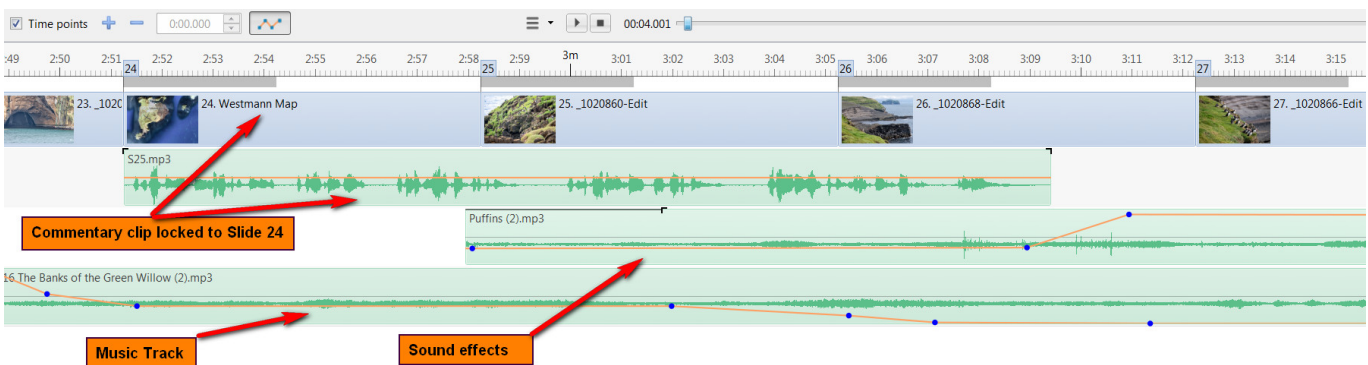 Time points 0:00.000 00:04.001
:49 2:50 2:51 2:52 2:53 2:54 2:55 2:56 2:57 2:58 2:59 3m 3:01 3:02 3:03 3:04 3:05 3:06 3:07 3:08 3:09 3:10 3:11 3:12 3:13 3:14 3:15
24 25 26 27
23. _102C 24. Westmann Map 25. _1020860-Edit 26. _1020868-Edit 27. _1020866-Edit
S25.mp3
Puffins (2).mp3
Commentary clip locked to Slide 24
16 The Banks of the Green Willow (2).mp3
Music Track
Sound effects